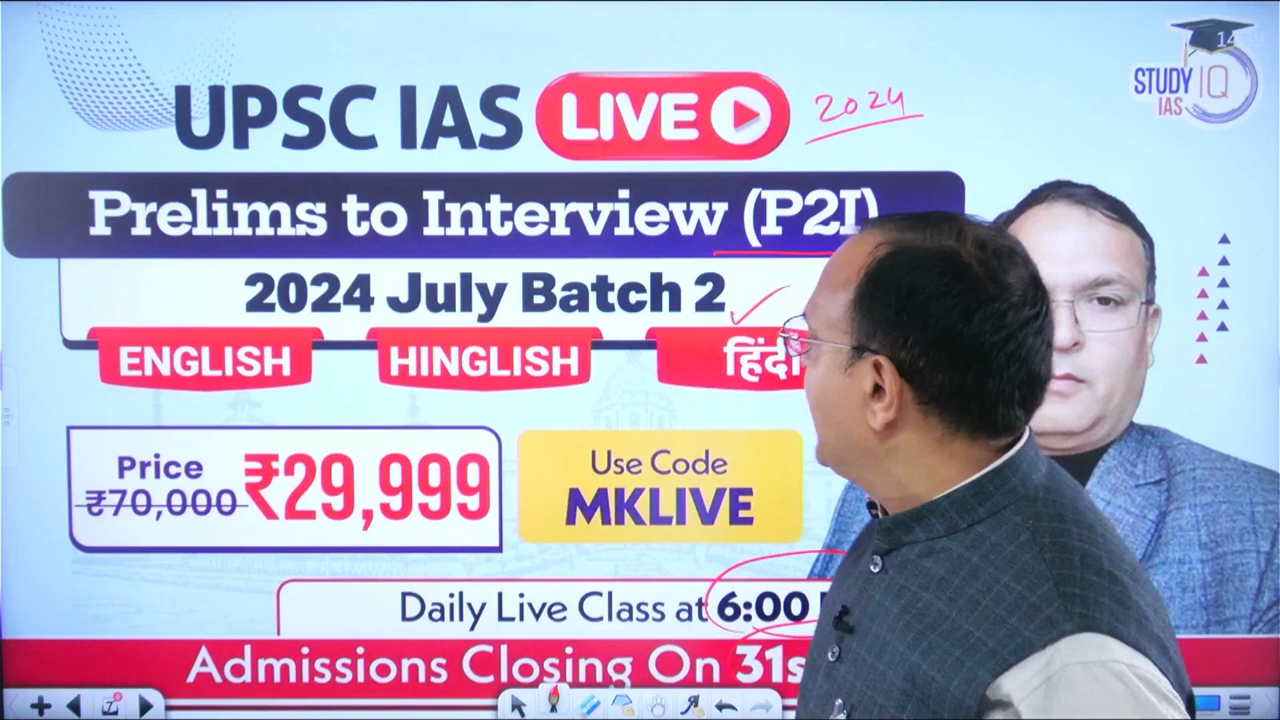 UPSC IAS LIVE 2024
STUDY IQ
IAS
Prelims to Interview (P2I)
2024 July Batch 2
ENGLISH HINGLISH हिंदी
Price
₹70,000 ₹29,999
Use Code
MKLIVE
Daily Live Class at 6:00
Admissions Closing On